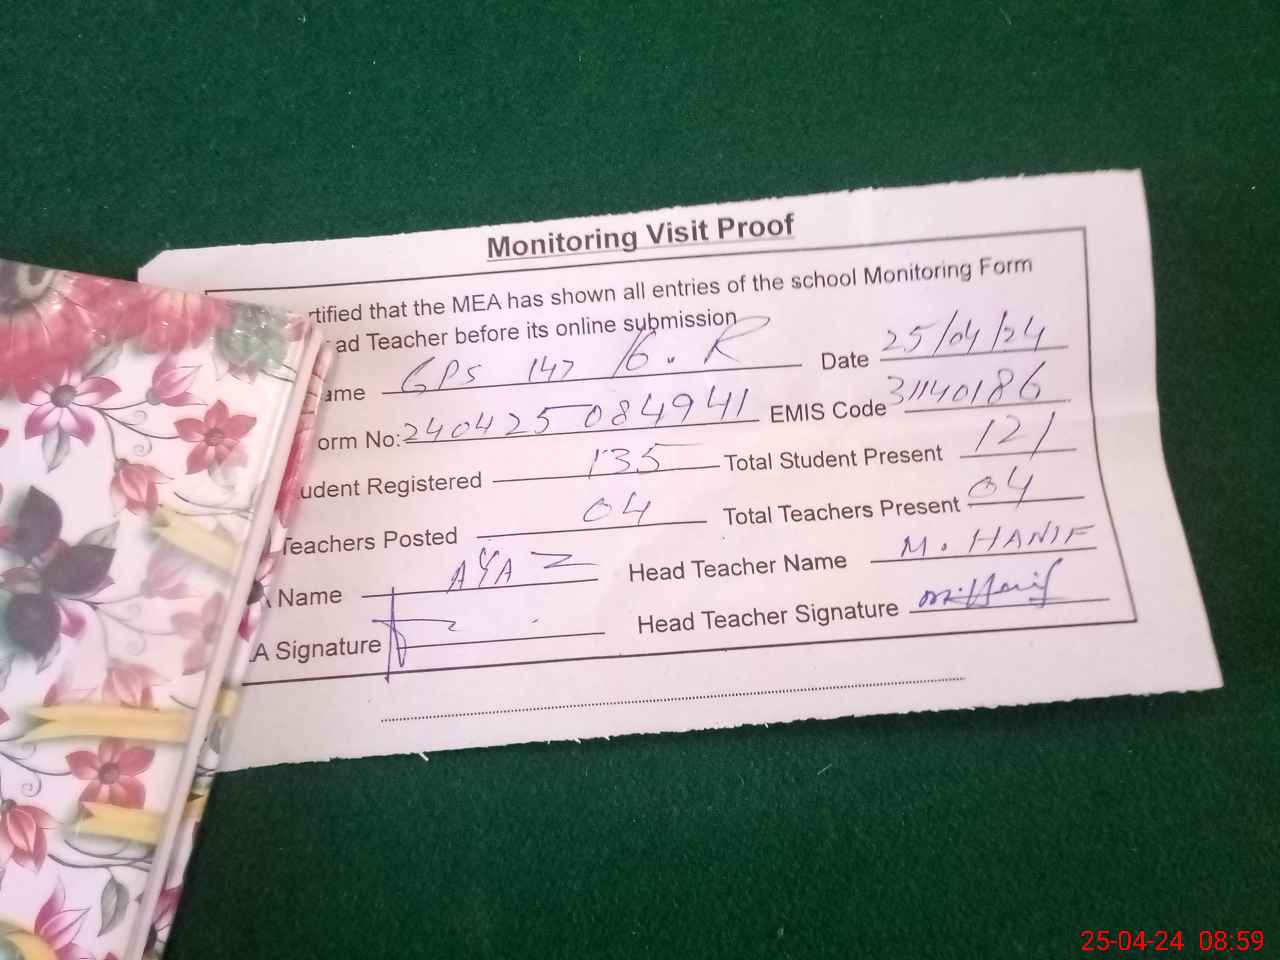 Monitoring Visit Proof
rtified that the MEA has shown all entries of the school Monitoring Form
ad Teacher before its online submission
ame GPS 147 /6.R Date 25/04/24
orm No: 240425084941 EMIS Code 31140186
udent Registered 135 Total Student Present 121
Teachers Posted 04 Total Teachers Present 04
A Name AYAZ Head Teacher Name M. HANIF
A Signature Head Teacher Signature M. Hanif
25-04-24 08:59